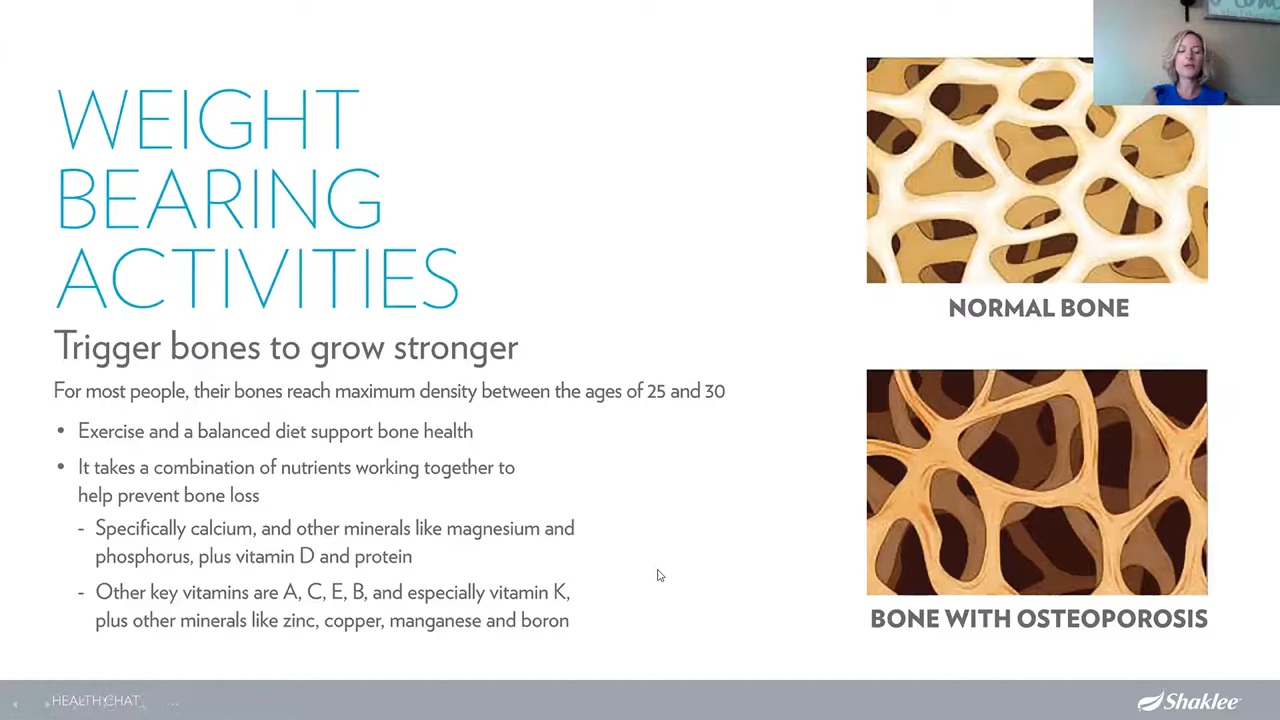 WEIGHT
BEARING
ACTIVITIES
Trigger bones to grow stronger
For most people, their bones reach maximum density between the ages of 25 and 30
• Exercise and a balanced diet support bone health
• It takes a combination of nutrients working together to
help prevent bone loss
- Specifically calcium, and other minerals like magnesium and
phosphorus, plus vitamin D and protein
- Other key vitamins are A, C, E, B, and especially vitamin K,
plus other minerals like zinc, copper, manganese and boron
NORMAL BONE
BONE WITH OSTEOPOROSIS
HEALTH CHAT
Shaklee